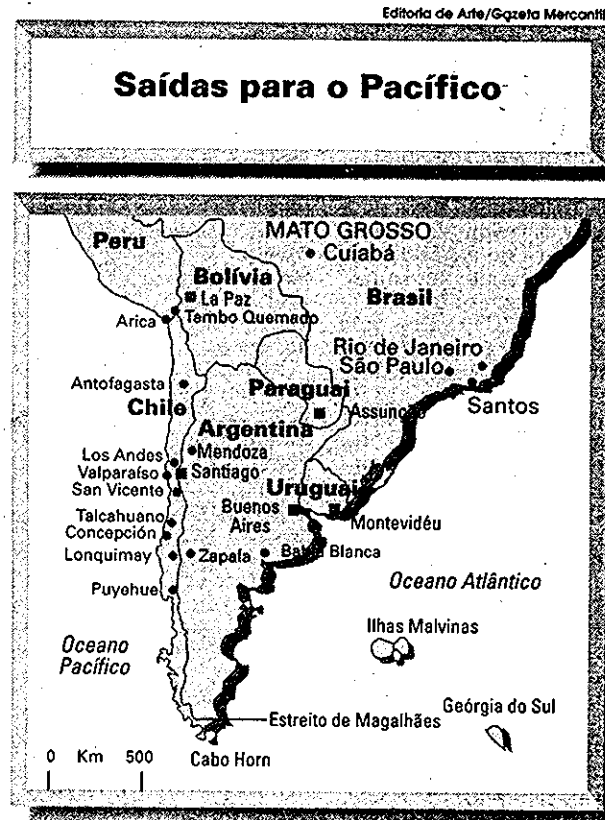 Editoria de Arte/Gazeta Mercantil
Saídas para o Pacífico
MATO GROSSO
Cuiabá
Peru
Bolívia
La Paz
Tembo Quemado
Arica
Brasil
Rio de Janeiro
São Paulo
Santos
Antofagasta
Chile
Paraguai
Assunção
Argentina
Los Andes
Mendoza
Valparaíso
Santiago
San Vicente
Uruguai
Buenos
Aires
Montevidéu
Talcahuano
Concepción
Lonquimay
Zapala
Bahía Blanca
Puyehue
Oceano Atlântico
Oceano
Pacífico
Ilhas Malvinas
Geórgia do Sul
Estreito de Magalhães
Cabo Horn
0 Km 500